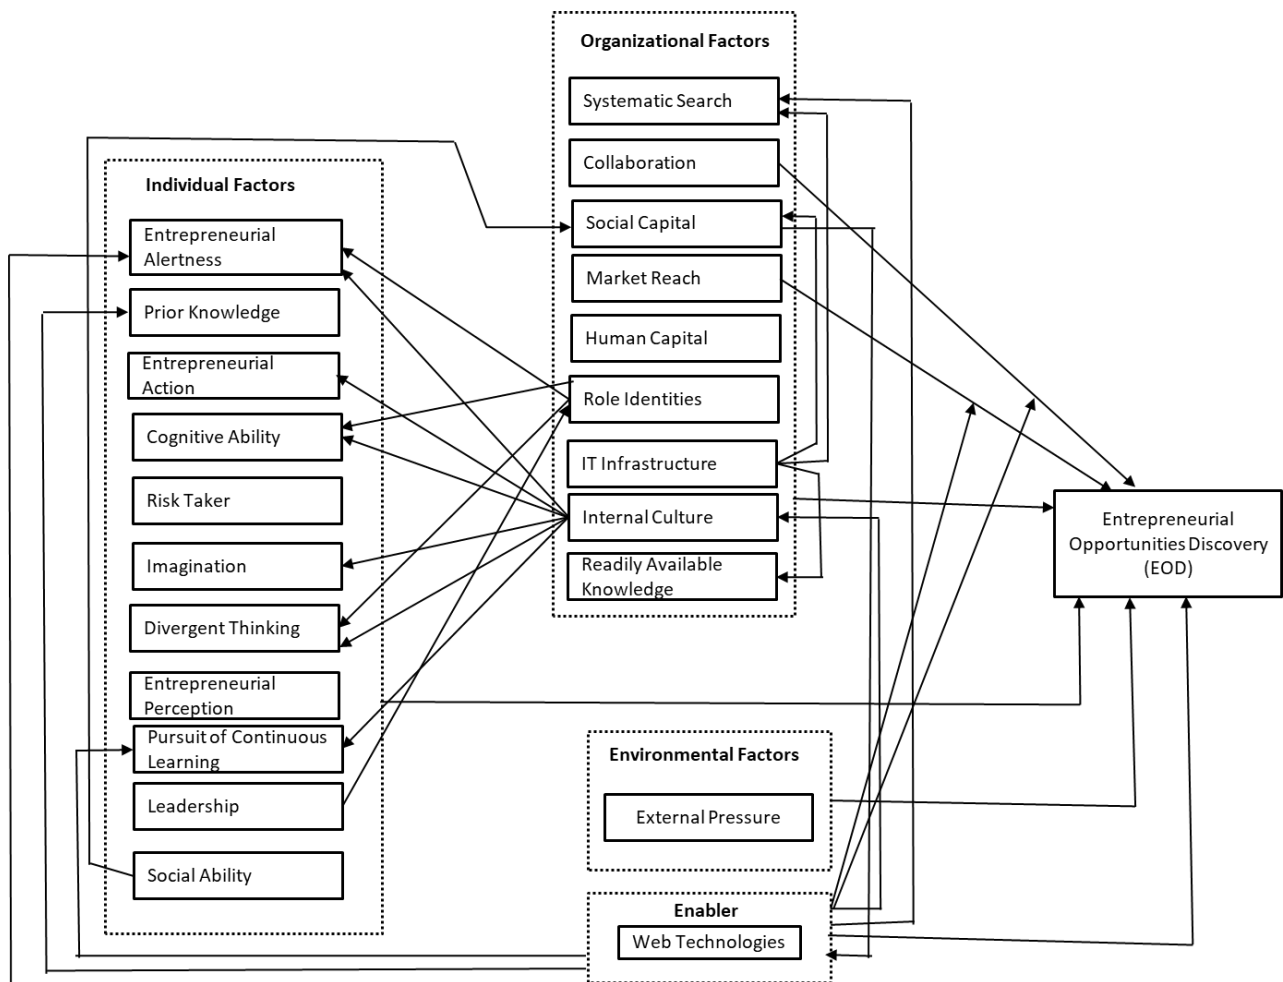 Organizational Factors
Systematic Search
Collaboration
Social Capital
Market Reach
Human Capital
Role Identities
IT Infrastructure
Internal Culture
Readily Available
Knowledge
Individual Factors
Entrepreneurial
Alertness
Prior Knowledge
Entrepreneurial
Action
Cognitive Ability
Risk Taker
Imagination
Divergent Thinking
Entrepreneurial
Perception
Pursuit of Continuous
Learning
Leadership
Social Ability
Entrepreneurial
Opportunities Discovery
(EOD)
Environmental Factors
External Pressure
Enabler
Web Technologies